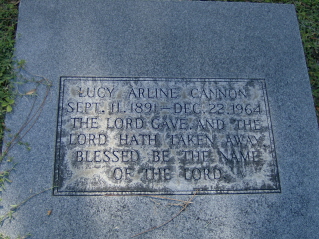 LUCY ARLINE CANNON
SEPT. 11. 1891 - DEC. 22. 1964
THE LORD GAVE, AND THE
LORD HATH TAKEN AWAY,
BLESSED BE THE NAME
OF THE LORD